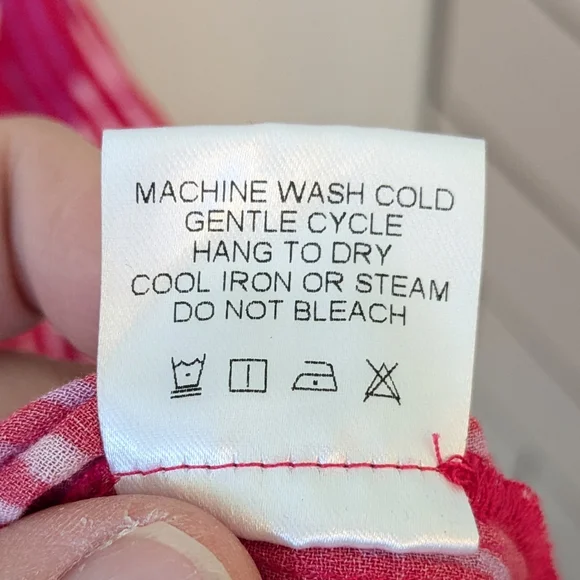 MACHINE WASH COLD
GENTLE CYCLE
HANG TO DRY
COOL IRON OR STEAM
DO NOT BLEACH